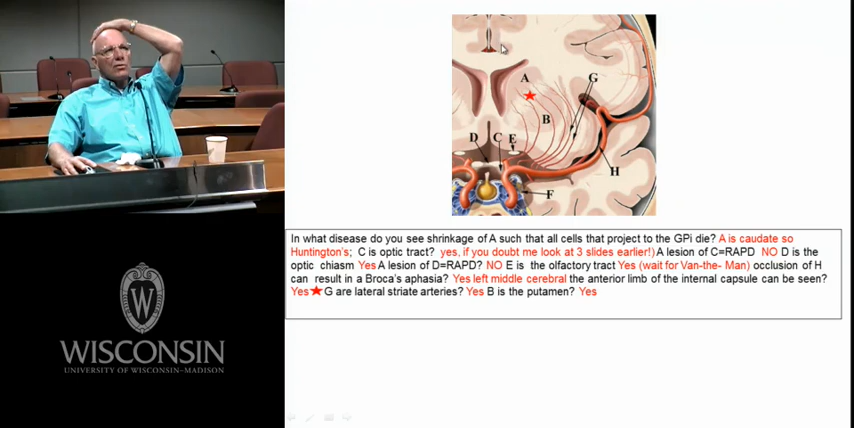 A
G
B
D
C
E
H
F
In what disease do you see shrinkage of A such that all cells that project to the GPi die? A is caudate so
Huntington's; C is optic tract? yes, if you doubt me look at 3 slides earlier!) A lesion of C=RAPD NO D is the
optic chiasm Yes A lesion of D=RAPD? NO E is the olfactory tract Yes (wait for Van-the- Man) occlusion of H
can result in a Broca's aphasia? Yes left middle cerebral the anterior limb of the internal capsule can be seen?
Yes★G are lateral striate arteries? Yes B is the putamen? Yes
W
WISCONSIN
UNIVERSITY OF WISCONSIN–MADISON